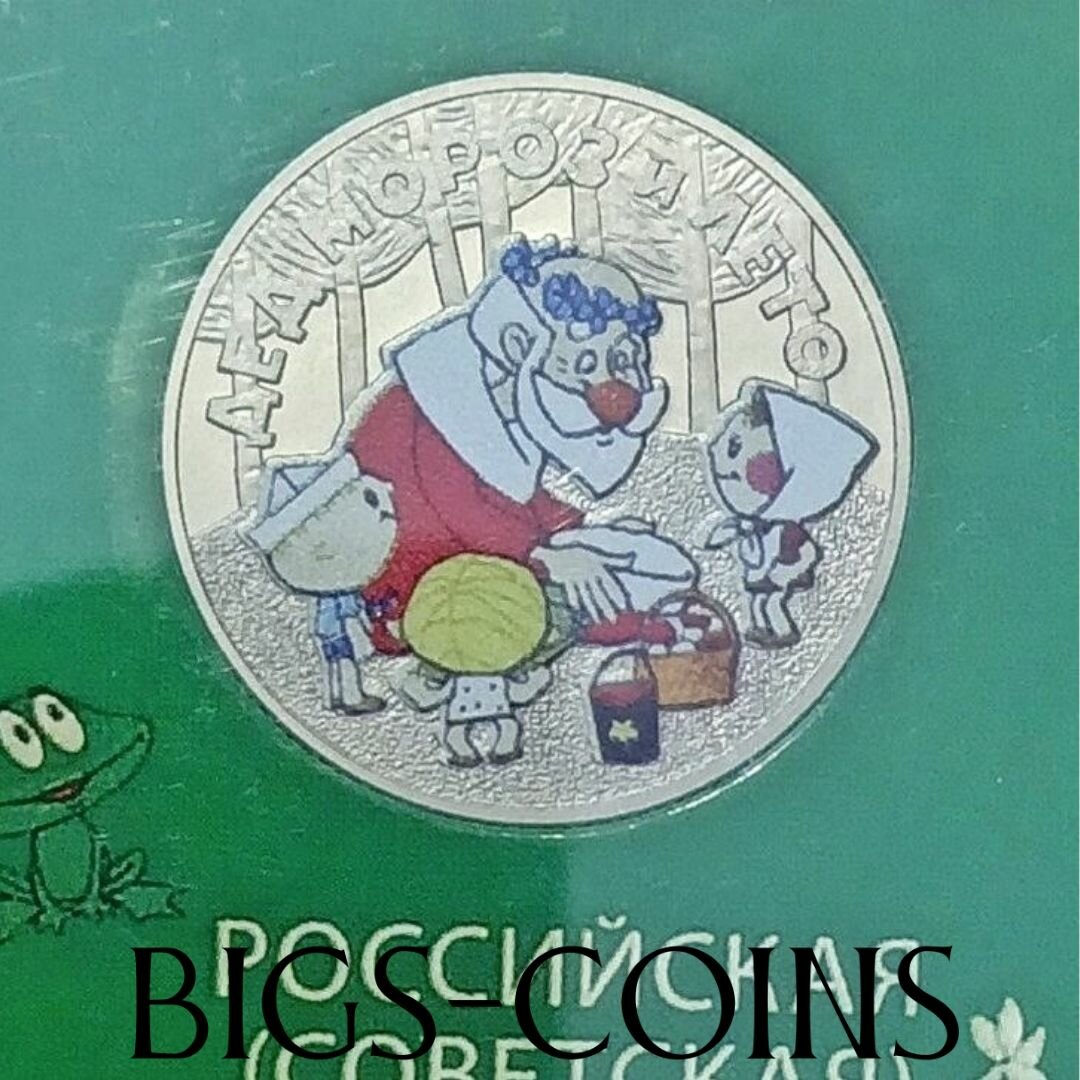 ДЕД МОРОЗ И ЛЕТО
РОССИЙСКАЯ
BIGS-COINS
(СОВЕТСКАЯ)